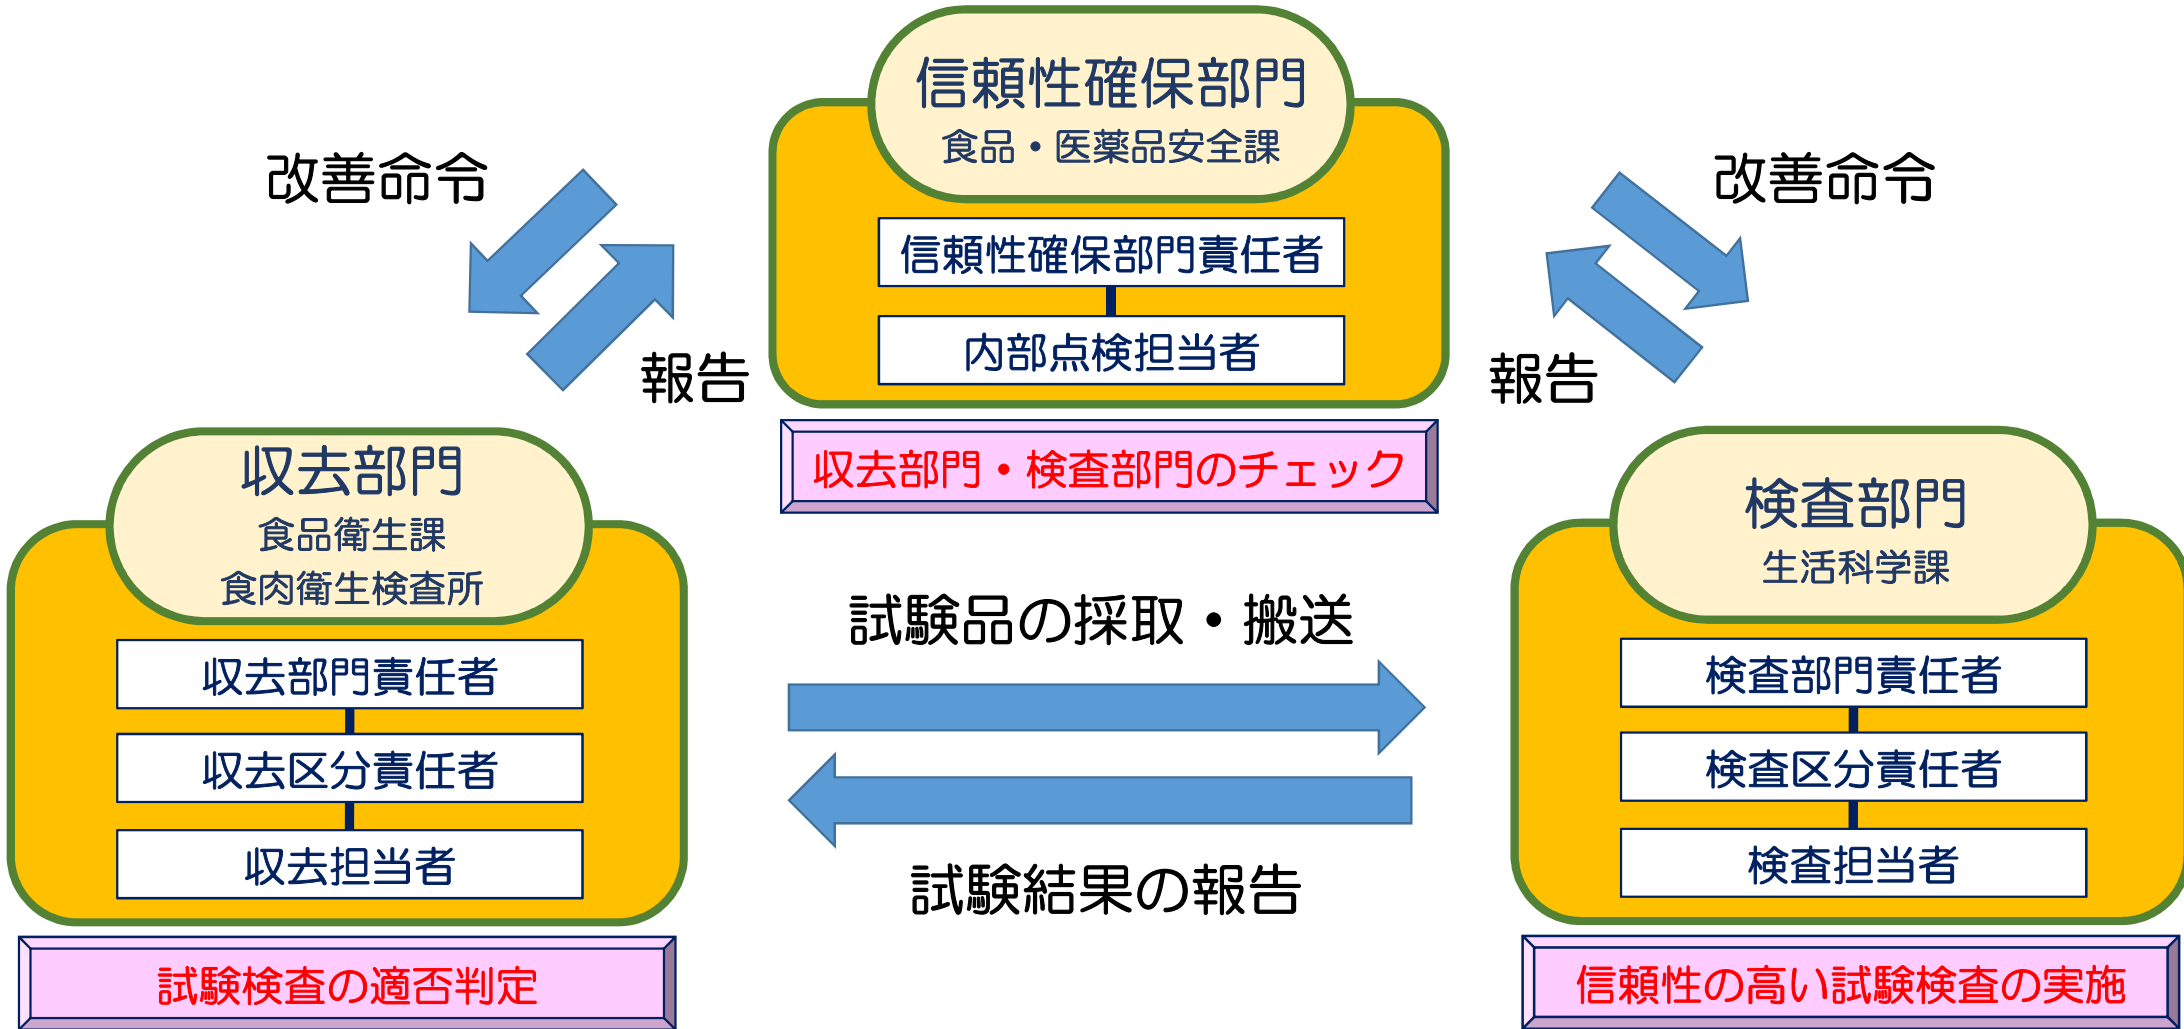 信頼性確保部門
食品・医薬品安全課
信頼性確保部門責任者
内部点検担当者
収去部門・検査部門のチェック
改善命令
報告
改善命令
報告
収去部門
食品衛生課
食肉衛生検査所
収去部門責任者
収去区分責任者
収去担当者
試験検査の適否判定
試験品の採取・搬送
試験結果の報告
検査部門
生活科学課
検査部門責任者
検査区分責任者
検査担当者
信頼性の高い試験検査の実施